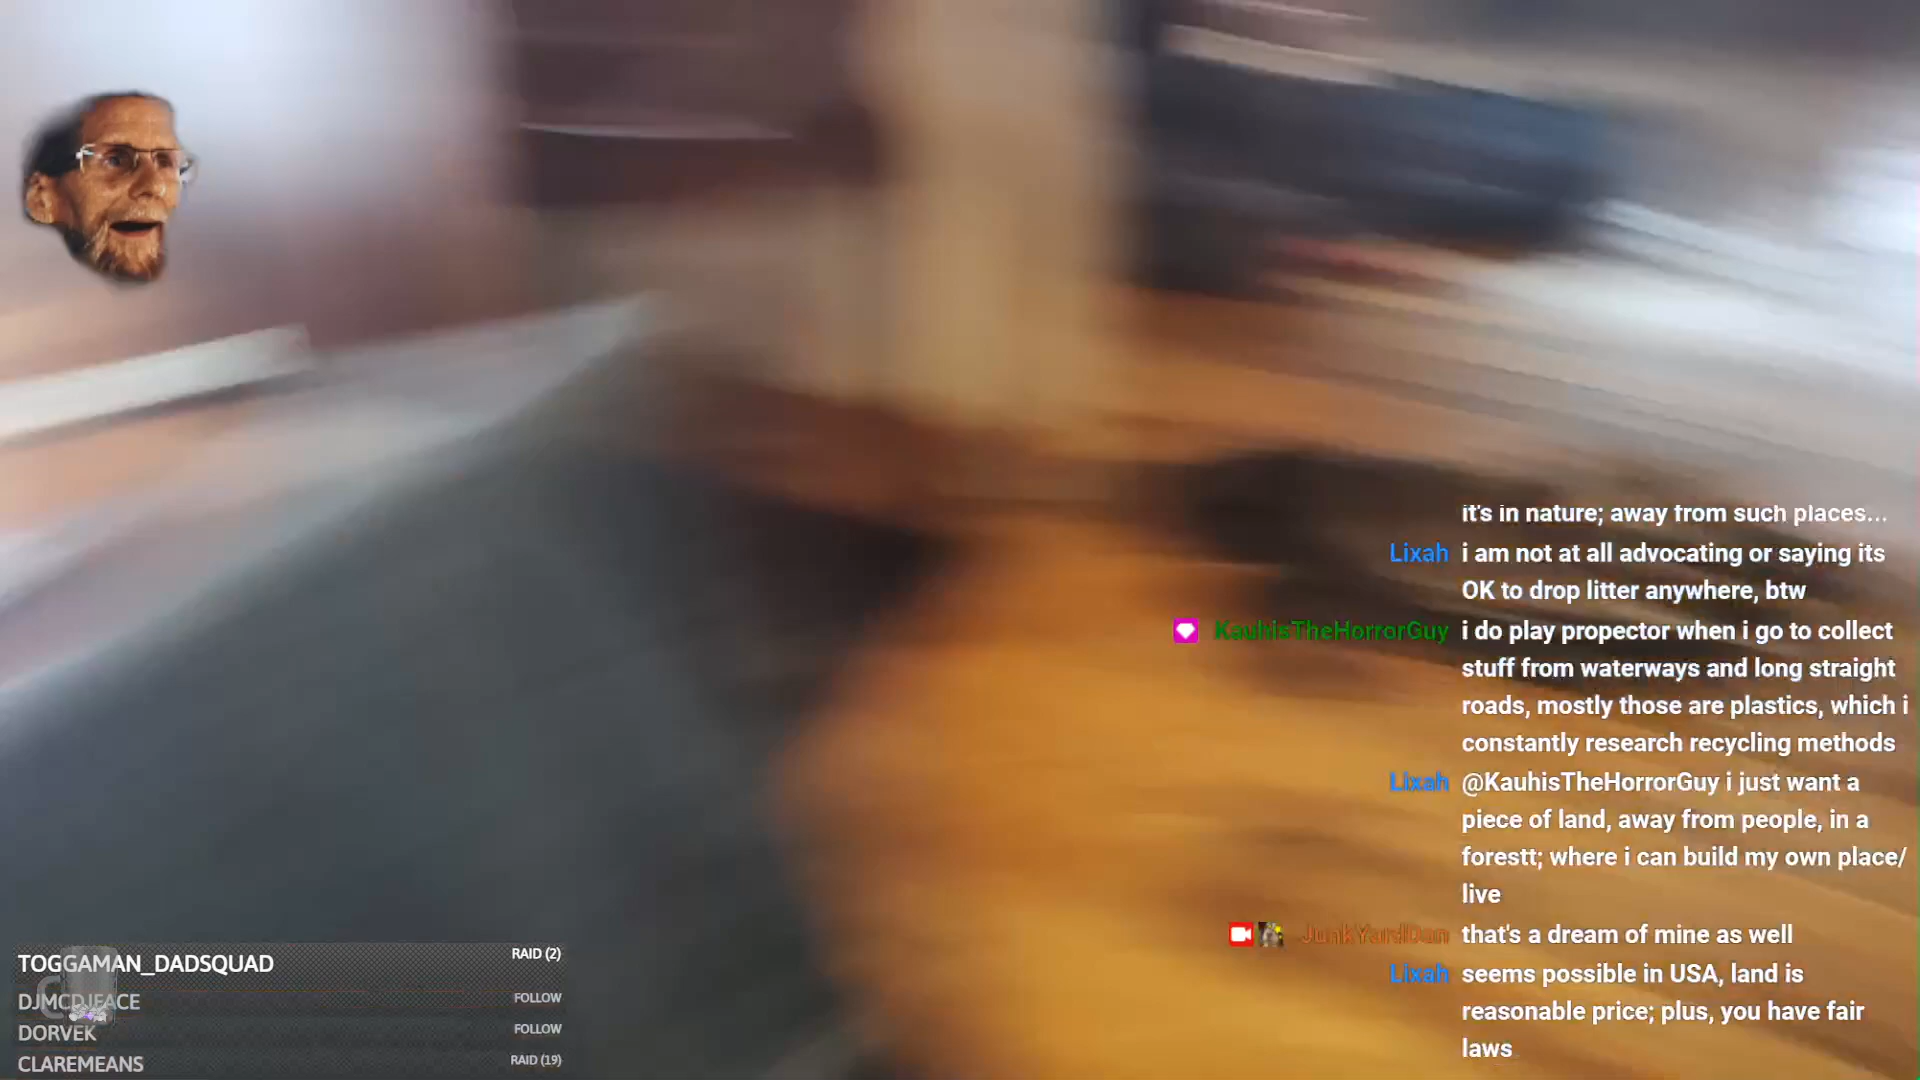 it's in nature; away from such places...
Lixah i am not at all advocating or saying its
OK to drop litter anywhere, btw
KauhisTheHorrorGuy i do play propector when i go to collect
stuff from waterways and long straight
roads, mostly those are plastics, which i
constantly research recycling methods
Lixah @KauhisTheHorrorGuy i just want a
piece of land, away from people, in a
forestt; where i can build my own place/
live
JunkYardDan that's a dream of mine as well
Lixah seems possible in USA, land is
reasonable price; plus, you have fair
laws
TOGGAMAN_DADSQUAD RAID (2)
DJMCDJFACE FOLLOW
DORVEK FOLLOW
CLAREMEANS RAID (19)